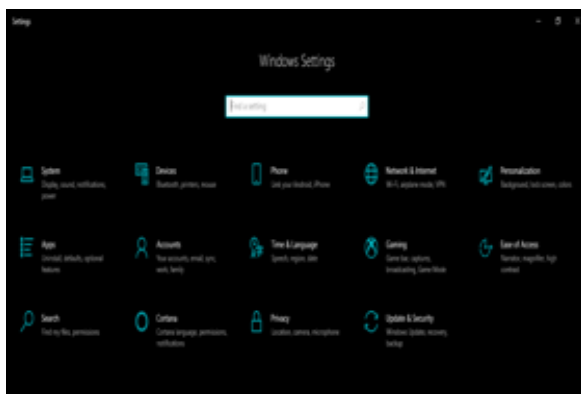 Settings
Windows Settings
Find a setting
System
Display, sound, notifications,
power
Devices
Bluetooth, printers, mouse
Phone
Link your Android, iPhone
Network & Internet
Wi-Fi, airplane mode, VPN
Personalization
Background, lock screen, colors
Apps
Uninstall, defaults, optional
features
Accounts
Your accounts, email, sync,
work, family
Time & Language
Speech, region, date
Gaming
Game bar, captures,
broadcasting, Game Mode
Ease of Access
Narrator, magnifier, high
contrast
Search
Find my files, permissions
Cortana
Cortana language, permissions,
notifications
Privacy
Location, camera, microphone
Update & Security
Windows Update, recovery,
backup